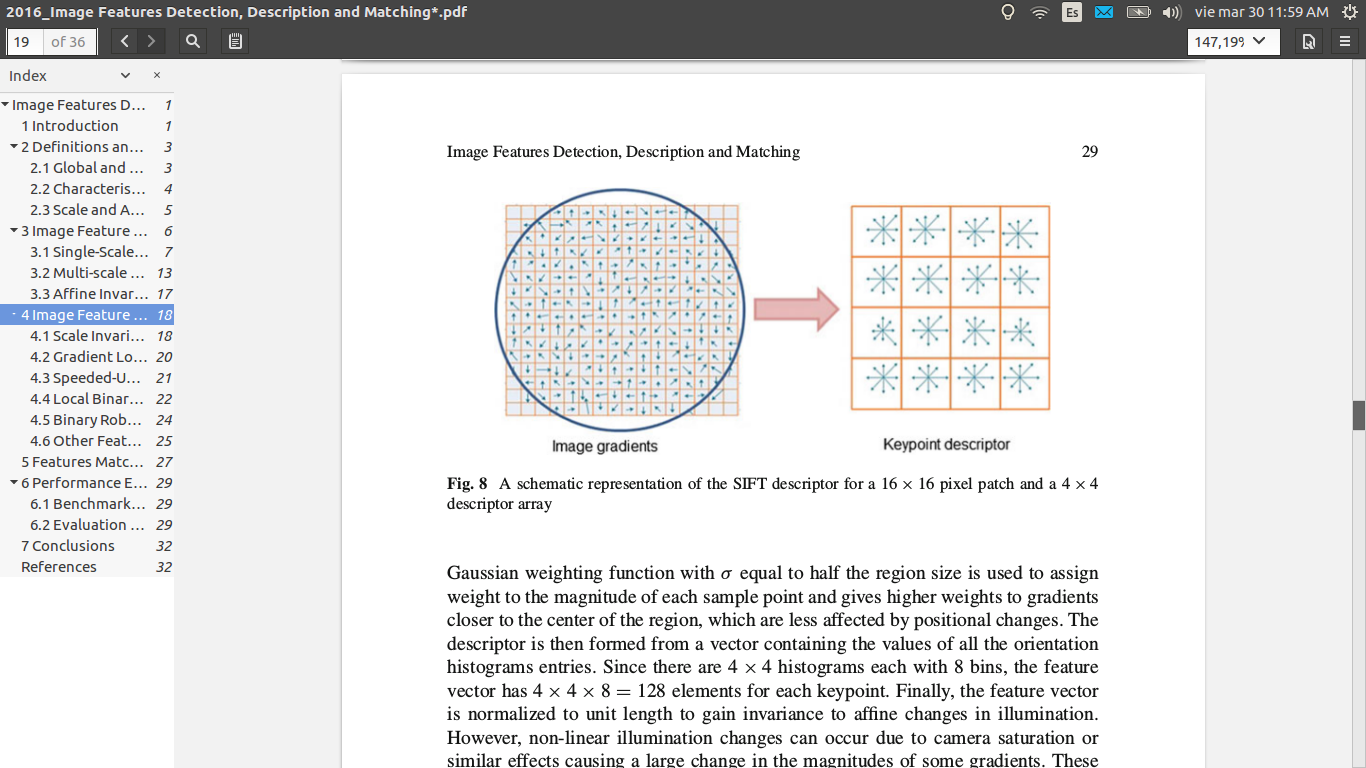 2016_Image Features Detection, Description and Matching*.pdf
Es
vie mar 30 11:59 AM
19 of 36
147,19%
Index
Image Features D... 1
1 Introduction 1
2 Definitions an... 3
2.1 Global and ... 3
2.2 Characteris... 4
2.3 Scale and A... 5
3 Image Feature ... 6
3.1 Single-Scale... 7
3.2 Multi-scale ... 13
3.3 Affine Invar... 17
4 Image Feature ... 18
4.1 Scale Invari... 18
4.2 Gradient Lo... 20
4.3 Speeded-U... 21
4.4 Local Binar... 22
4.5 Binary Rob... 24
4.6 Other Feat... 25
5 Features Matc... 27
6 Performance E... 29
6.1 Benchmark... 29
6.2 Evaluation ... 29
7 Conclusions 32
References 32
Image Features Detection, Description and Matching 29
Image gradients
Keypoint descriptor
Fig. 8 A schematic representation of the SIFT descriptor for a 16 × 16 pixel patch and a 4 × 4
descriptor array
Gaussian weighting function with σ equal to half the region size is used to assign
weight to the magnitude of each sample point and gives higher weights to gradients
closer to the center of the region, which are less affected by positional changes. The
descriptor is then formed from a vector containing the values of all the orientation
histograms entries. Since there are 4 × 4 histograms each with 8 bins, the feature
vector has 4 × 4 × 8 = 128 elements for each keypoint. Finally, the feature vector
is normalized to unit length to gain invariance to affine changes in illumination.
However, non-linear illumination changes can occur due to camera saturation or
similar effects causing a large change in the magnitudes of some gradients. These